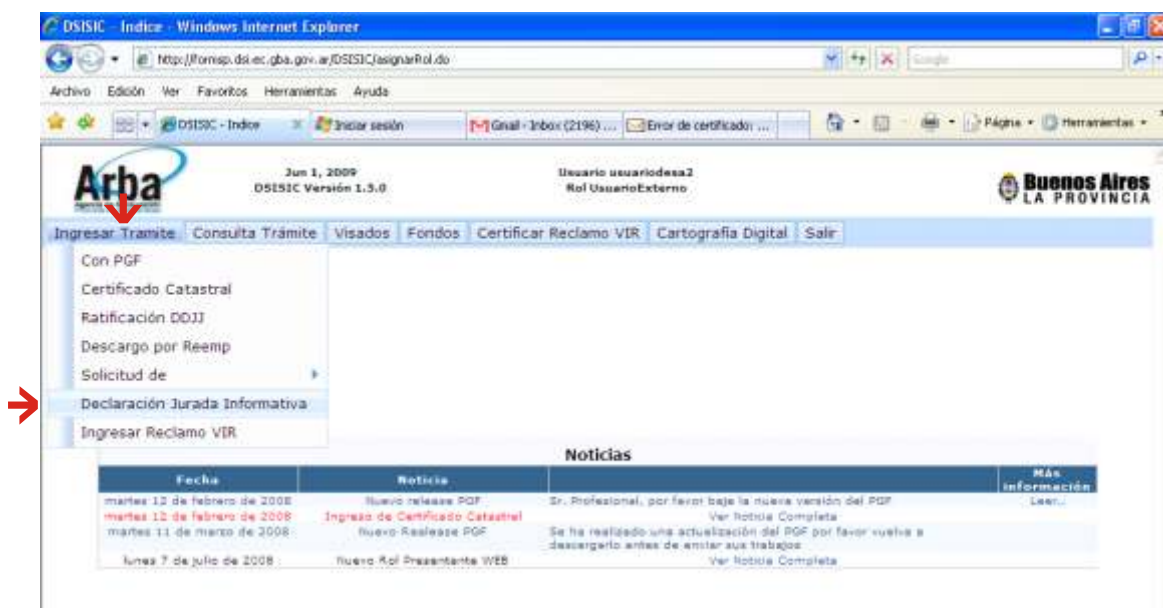 DSISIC - Indice - Windows Internet Explorer
http://fornisp.dsi.ec.gba.gov.ar/DSISIC/asignarRol.do
Google
Archivo Edición Ver Favoritos Herramientas Ayuda
DSISIC - Indice Iniciar sesión Gmail - Inbox (2196) ... Error de certificado: ... Página Herramientas
Arba
Jun 1, 2009
DSISIC Versión 1.5.0
Usuario usuariodesa2
Rol UsuarioExterno
Buenos Aires
LA PROVINCIA
Ingresar Tramite Consulta Trámite Visados Fondos Certificar Reclamo VIR Cartografía Digital Salir
Con PGF
Certificado Catastral
Ratificación DDJJ
Descargo por Reemp
Solicitud de
Declaración Jurada Informativa
Ingresar Reclamo VIR
Noticias
Fecha Noticia Más información
martes 12 de febrero de 2008 Nuevo release PGF Sr. Profesional, por favor baje la nueva versión del PGF Leer...
martes 12 de febrero de 2008 Ingreso de Certificado Catastral Ver Noticia Completa
martes 11 de marzo de 2008 Nuevo Realease PGF Se ha realizado una actualización del PGF por favor vuelva a
descargarlo antes de enviar sus trabajos
lunes 7 de julio de 2008 Nuevo Rol Presentante WEB Ver Noticia Completa